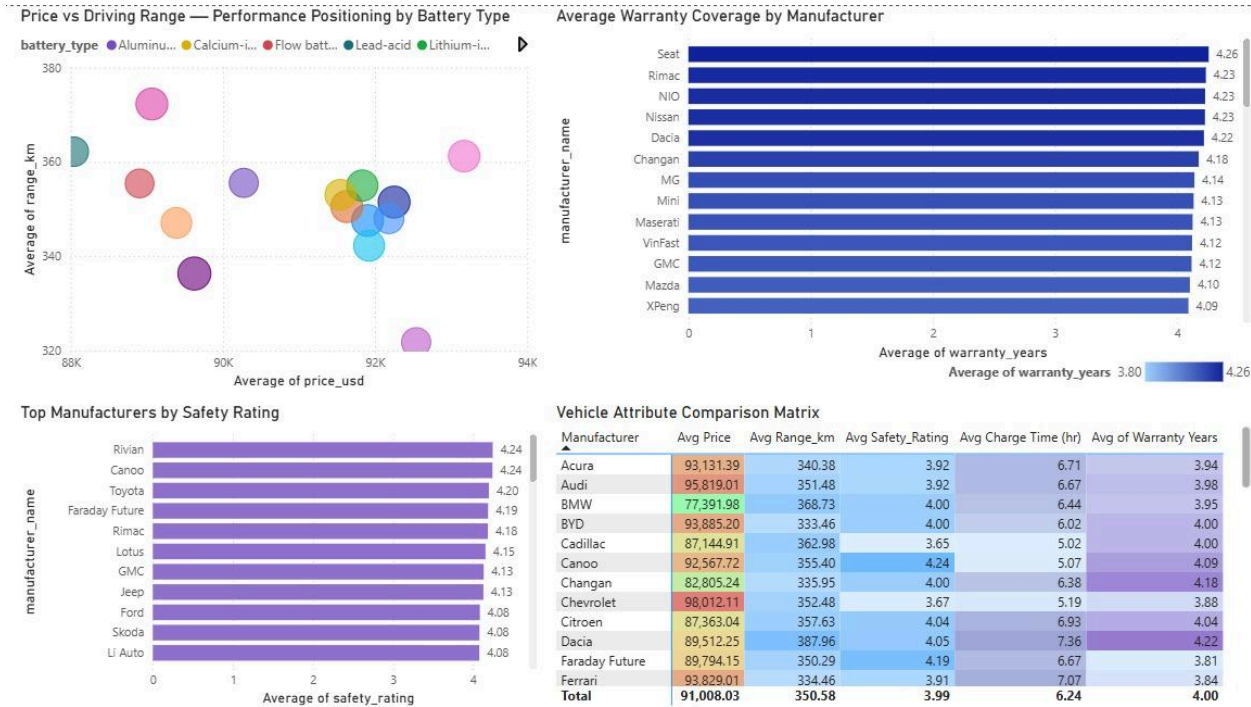 Price vs Driving Range — Performance Positioning by Battery Type
battery_type Aluminu... Calcium-i... Flow batt... Lead-acid Lithium-i...
380
360
340
320
88K 90K 92K 94K
Average of range_km
Average of price_usd
Average Warranty Coverage by Manufacturer
manufacturer_name
Seat 4.26
Rimac 4.23
NIO 4.23
Nissan 4.23
Dacia 4.22
Changan 4.18
MG 4.14
Mini 4.13
Maserati 4.13
VinFast 4.12
GMC 4.12
Mazda 4.10
XPeng 4.09
0 1 2 3 4
Average of warranty_years
Average of warranty_years 3.80 4.26
Top Manufacturers by Safety Rating
manufacturer_name
Rivian 4.24
Canoo 4.24
Toyota 4.20
Faraday Future 4.19
Rimac 4.18
Lotus 4.15
GMC 4.13
Jeep 4.13
Ford 4.08
Skoda 4.08
Li Auto 4.08
0 1 2 3 4
Average of safety_rating
Vehicle Attribute Comparison Matrix
Manufacturer Avg Price Avg Range_km Avg Safety_Rating Avg Charge Time (hr) Avg of Warranty Years
Acura 93,131.39 340.38 3.92 6.71 3.94
Audi 95,819.01 351.48 3.92 6.67 3.98
BMW 77,391.98 368.73 4.00 6.44 3.95
BYD 93,885.20 333.46 4.00 6.02 4.00
Cadillac 87,144.91 362.98 3.65 5.02 4.00
Canoo 92,567.72 355.40 4.24 5.07 4.09
Changan 82,805.24 335.95 4.00 6.38 4.18
Chevrolet 98,012.11 352.48 3.67 5.19 3.88
Citroen 87,363.04 357.63 4.04 6.93 4.04
Dacia 89,512.25 387.96 4.05 7.36 4.22
Faraday Future 89,794.15 350.29 4.19 6.67 3.81
Ferrari 93,829.01 334.46 3.91 7.07 3.84
Total 91,008.03 350.58 3.99 6.24 4.00